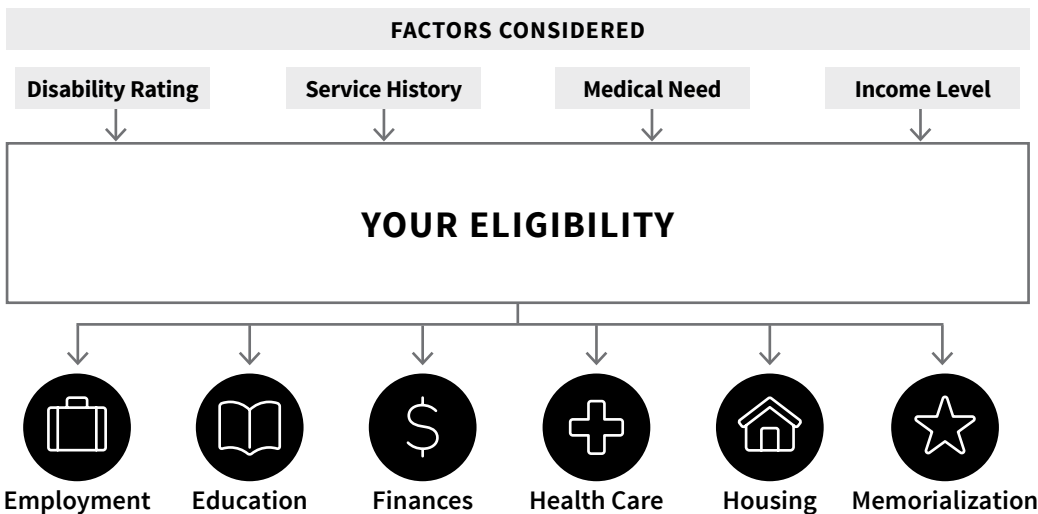 FACTORS CONSIDERED
Disability Rating
Service History
Medical Need
Income Level
YOUR ELIGIBILITY
$
Employment
Education
Finances
Health Care
Housing
Memorialization